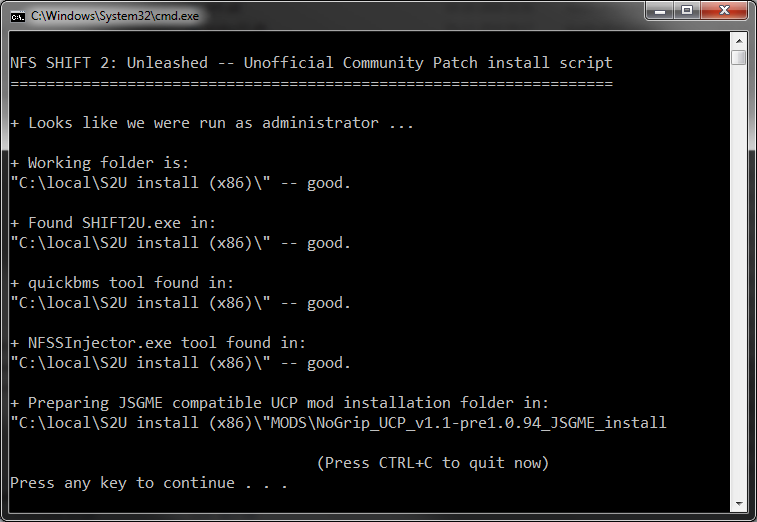 C:\Windows\System32\cmd.exe
NFS SHIFT 2: Unleashed -- Unofficial Community Patch install script
===================================================================
+ Looks like we were run as administrator ...
+ Working folder is:
"C:\local\S2U install (x86)\" -- good.
+ Found SHIFT2U.exe in:
"C:\local\S2U install (x86)\" -- good.
+ quickbms tool found in:
"C:\local\S2U install (x86)\" -- good.
+ NFSSInjector.exe tool found in:
"C:\local\S2U install (x86)\" -- good.
+ Preparing JSGME compatible UCP mod installation folder in:
"C:\local\S2U install (x86)\"MODS\NoGrip_UCP_v1.1-pre1.0.94_JSGME_install
(Press CTRL+C to quit now)
Press any key to continue . . .